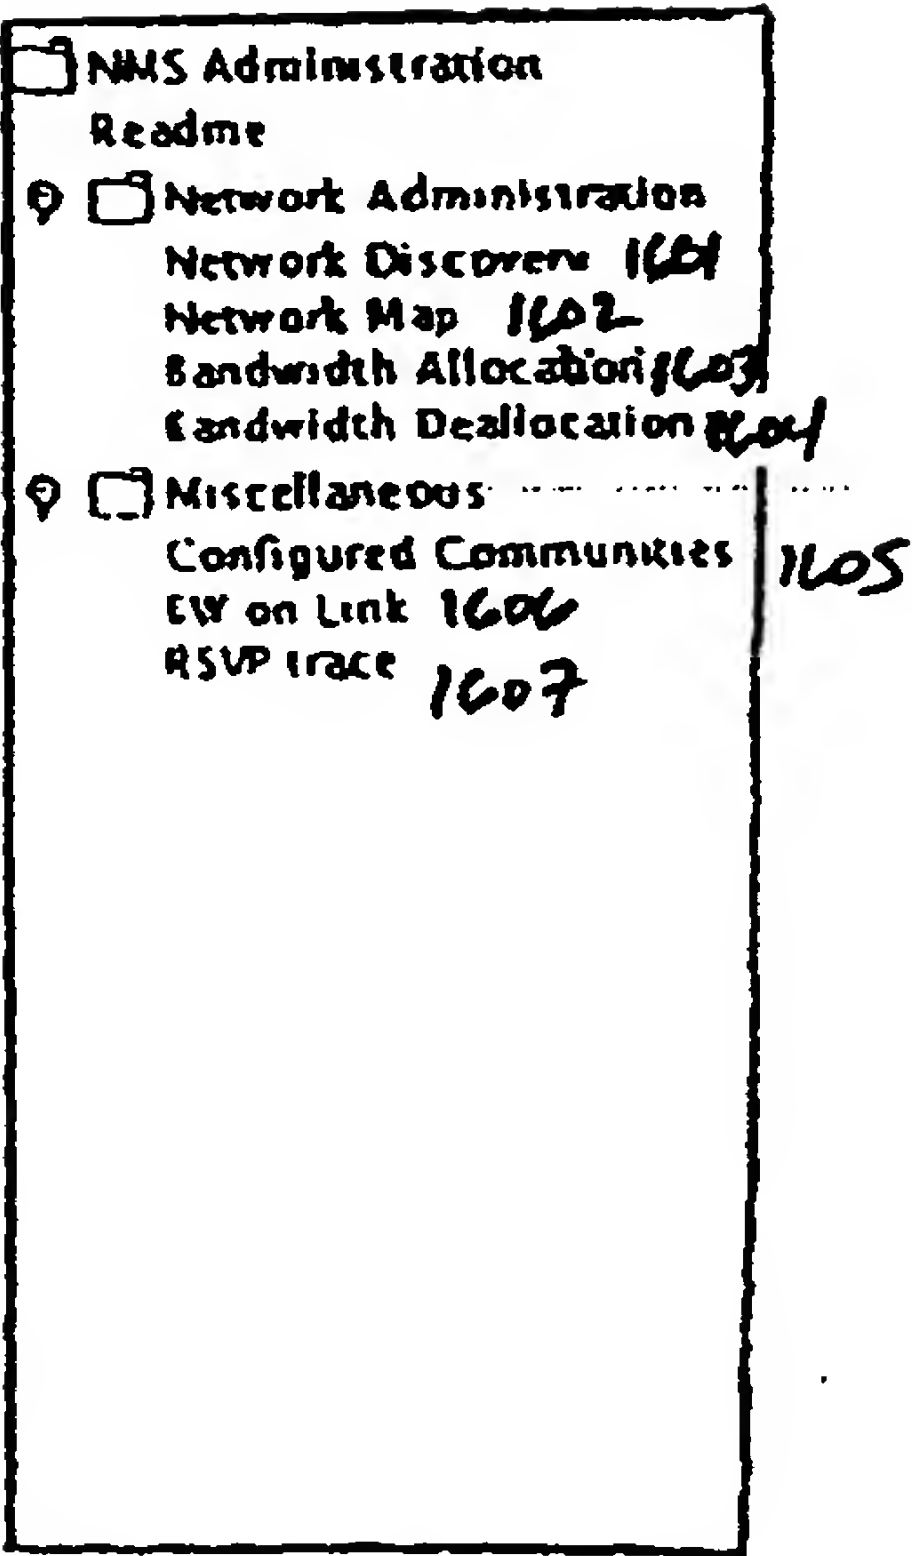 NMS Administration
Readme
Network Administration
Network Discovery 1601
Network Map 1602
Bandwidth Allocation 1603
Bandwidth Deallocation 1604
Miscellaneous
Configured Communities 1605
BW on Link 1606
RSVP trace 1607